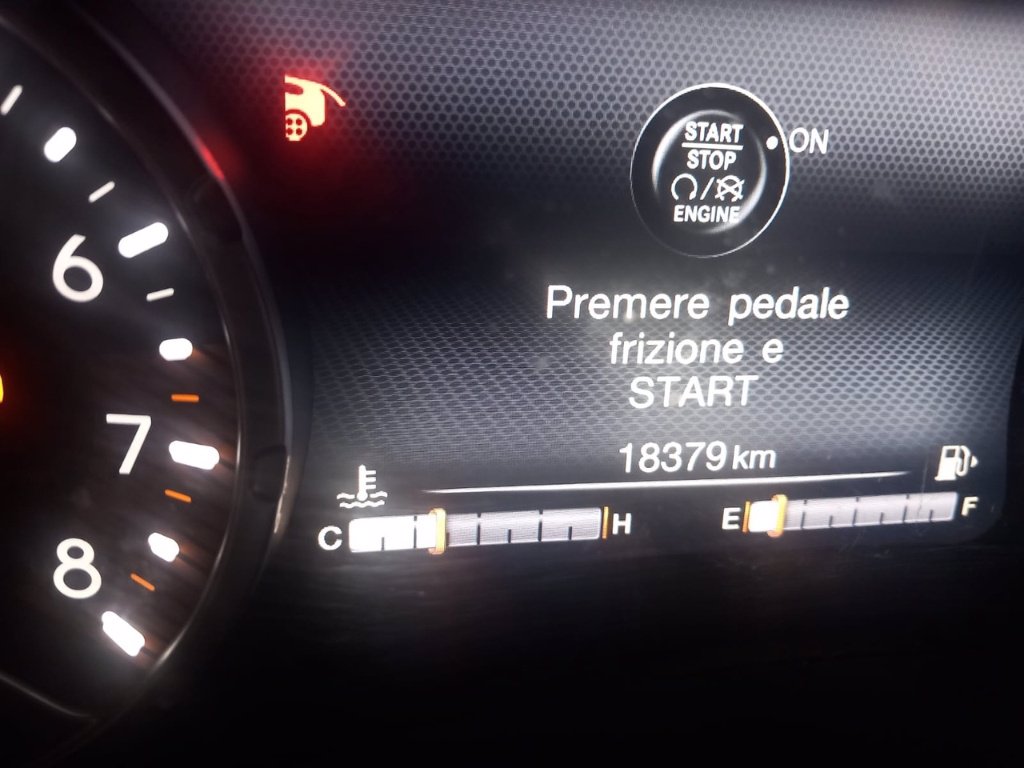 START
STOP
ENGINE
ON
Premere pedale
frizione e
START
18379 km
C H
E F
6
7
8